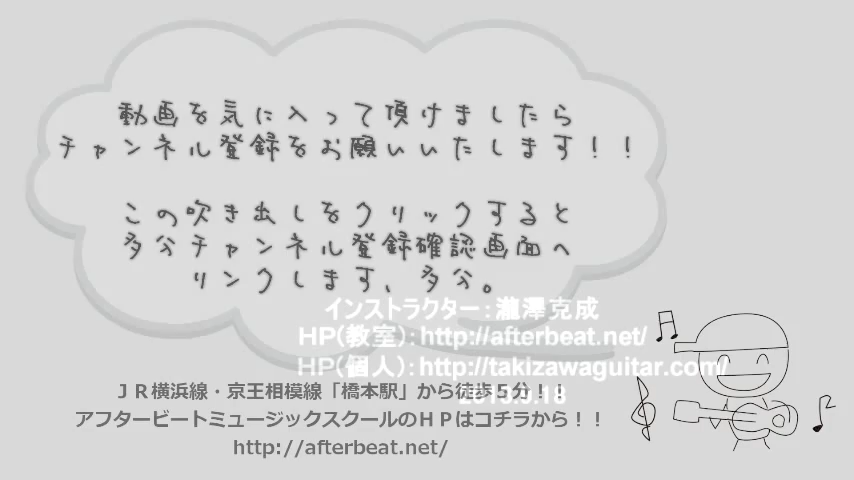 動画を気に入って頂けましたら
チャンネル登録をお願いいたします！！
この吹き出しをクリックすると
多分チャンネル登録確認画面へ
リンクします、多分。
インストラクター：瀧澤克成
HP(教室)：http://afterbeat.net/
HP(個人)：http://takizawaguitar.com/
ＪＲ横浜線・京王相模線「橋本駅」から徒歩５分！！
アフタービートミュージックスクールのＨＰはコチラから！！
http://afterbeat.net/